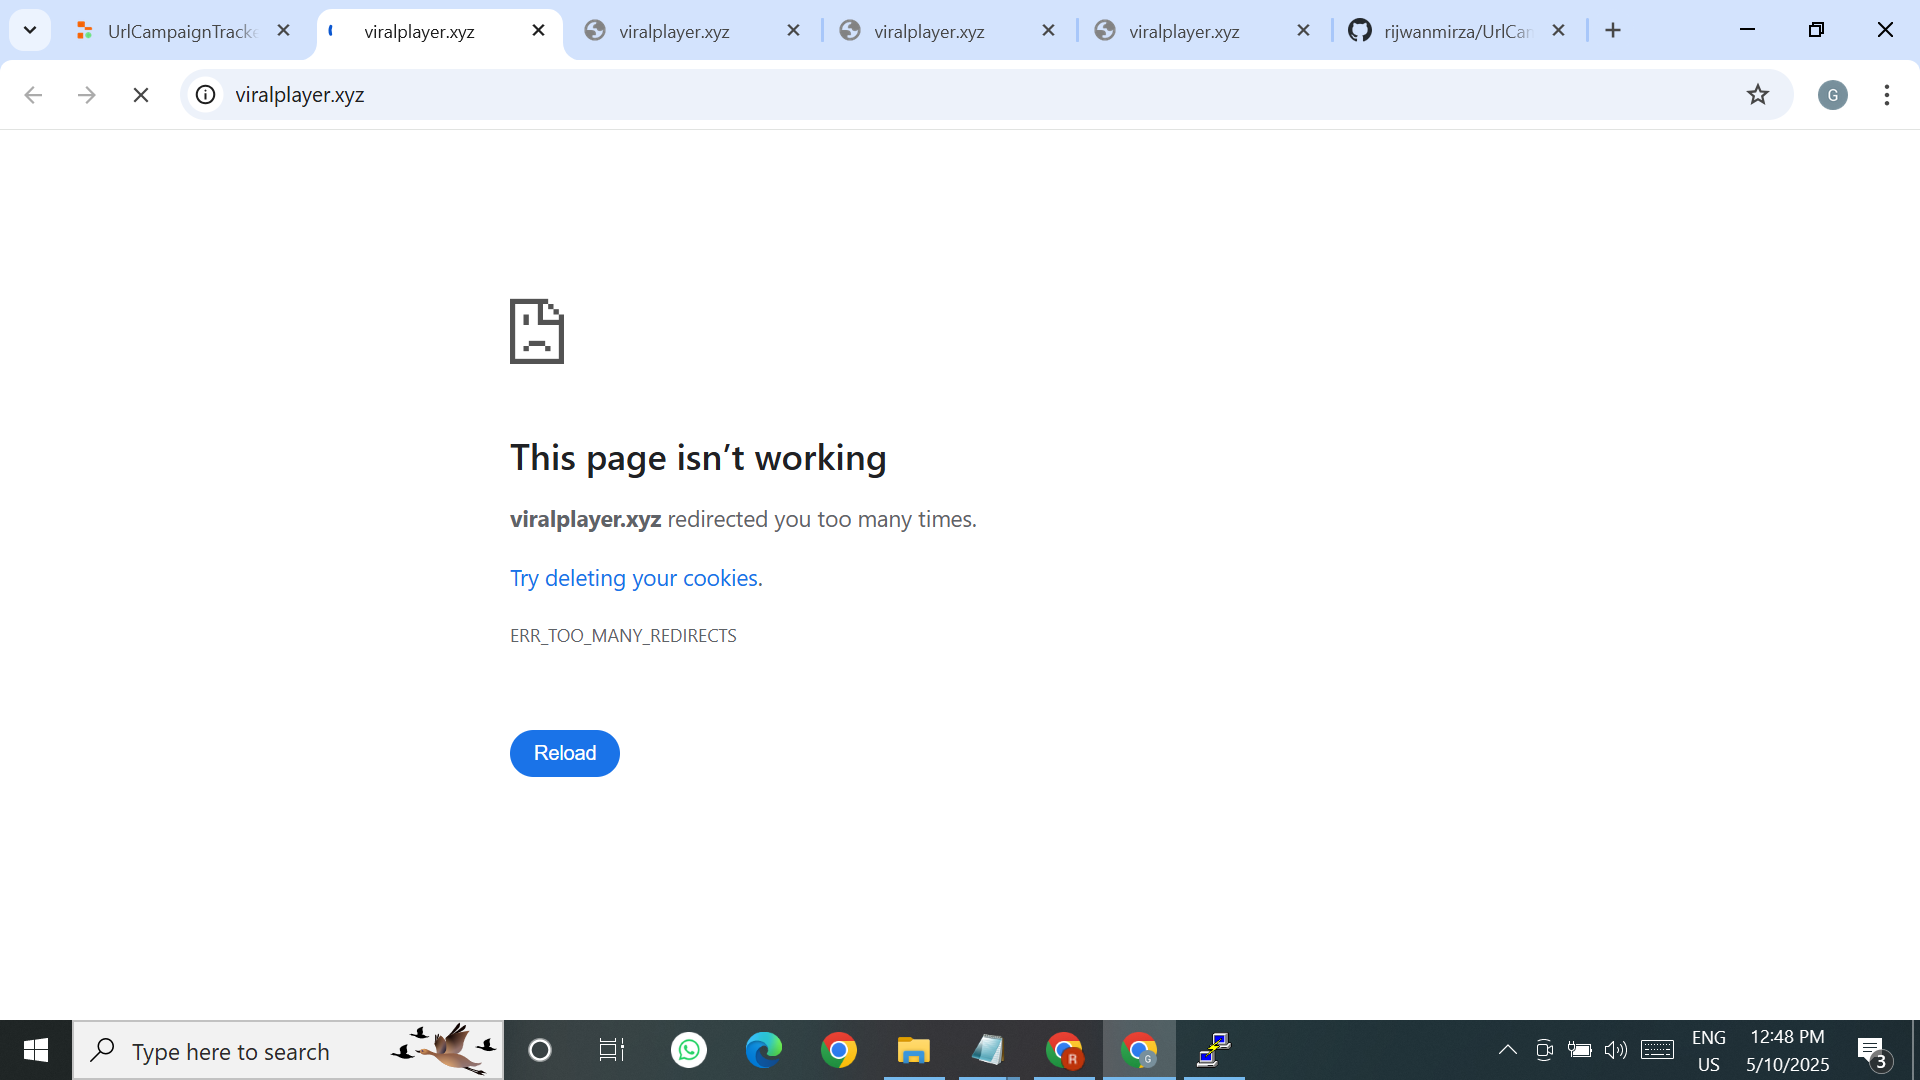 UrlCampaignTracke
viralplayer.xyz
viralplayer.xyz
viralplayer.xyz
viralplayer.xyz
rijwanmirza/UrlCan
viralplayer.xyz
G
This page isn’t working
viralplayer.xyz redirected you too many times.
Try deleting your cookies.
ERR_TOO_MANY_REDIRECTS
Reload
Type here to search
R
G
ENG
US
12:48 PM
5/10/2025
3